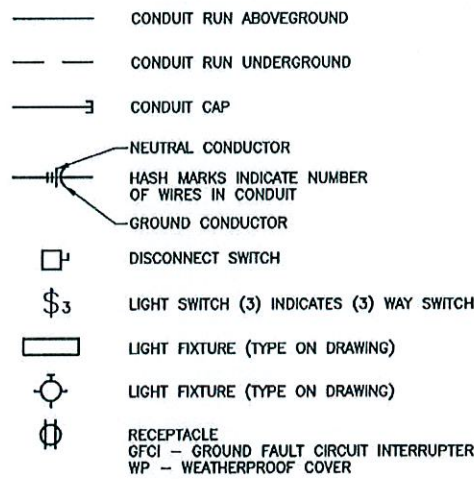 CONDUIT RUN ABOVEGROUND
CONDUIT RUN UNDERGROUND
CONDUIT CAP
NEUTRAL CONDUCTOR
HASH MARKS INDICATE NUMBER
OF WIRES IN CONDUIT
GROUND CONDUCTOR
DISCONNECT SWITCH
$3 LIGHT SWITCH (3) INDICATES (3) WAY SWITCH
LIGHT FIXTURE (TYPE ON DRAWING)
LIGHT FIXTURE (TYPE ON DRAWING)
RECEPTACLE
GFCI – GROUND FAULT CIRCUIT INTERRUPTER
WP – WEATHERPROOF COVER